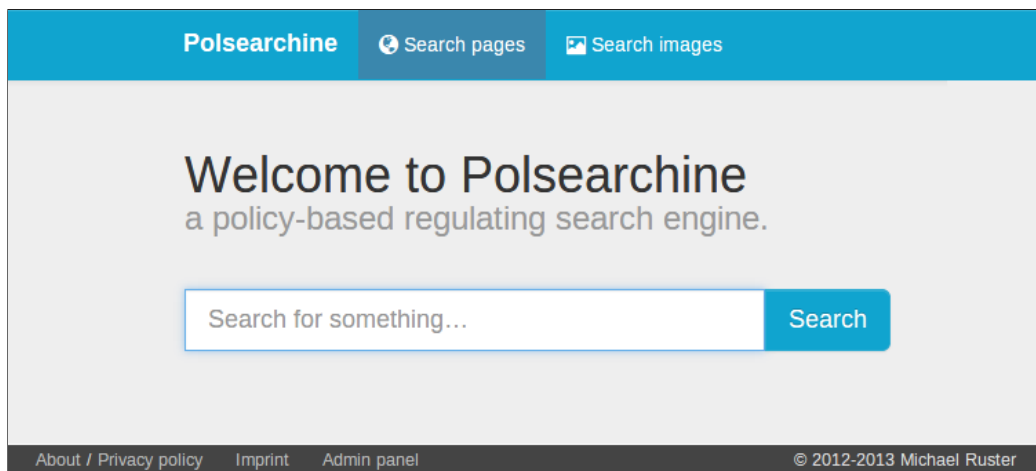 Polsearchine Search pages Search images
Welcome to Polsearchine
a policy-based regulating search engine.
Search for something… Search
About / Privacy policy Imprint Admin panel © 2012-2013 Michael Ruster